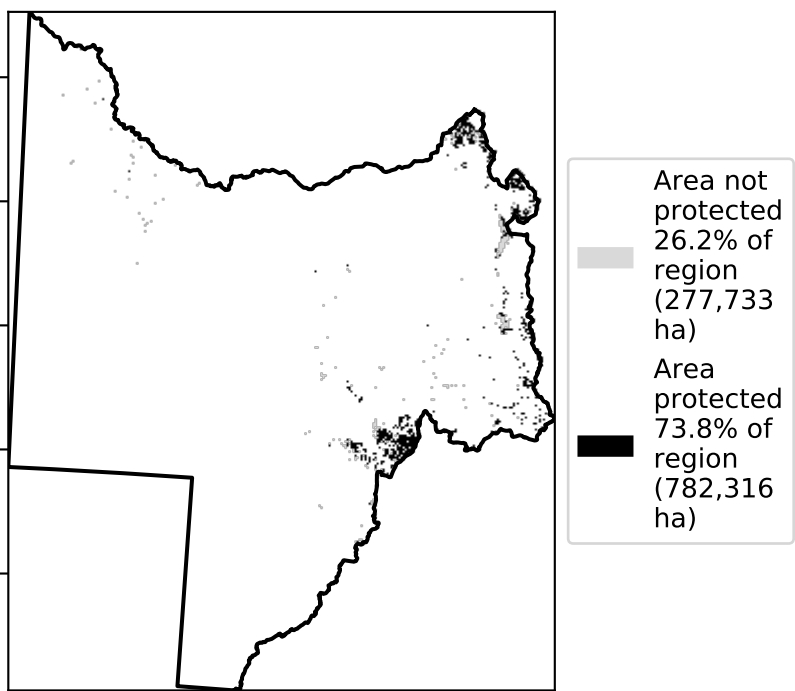 Area not
protected
26.2% of
region
(277,733
ha)
Area
protected
73.8% of
region
(782,316
ha)